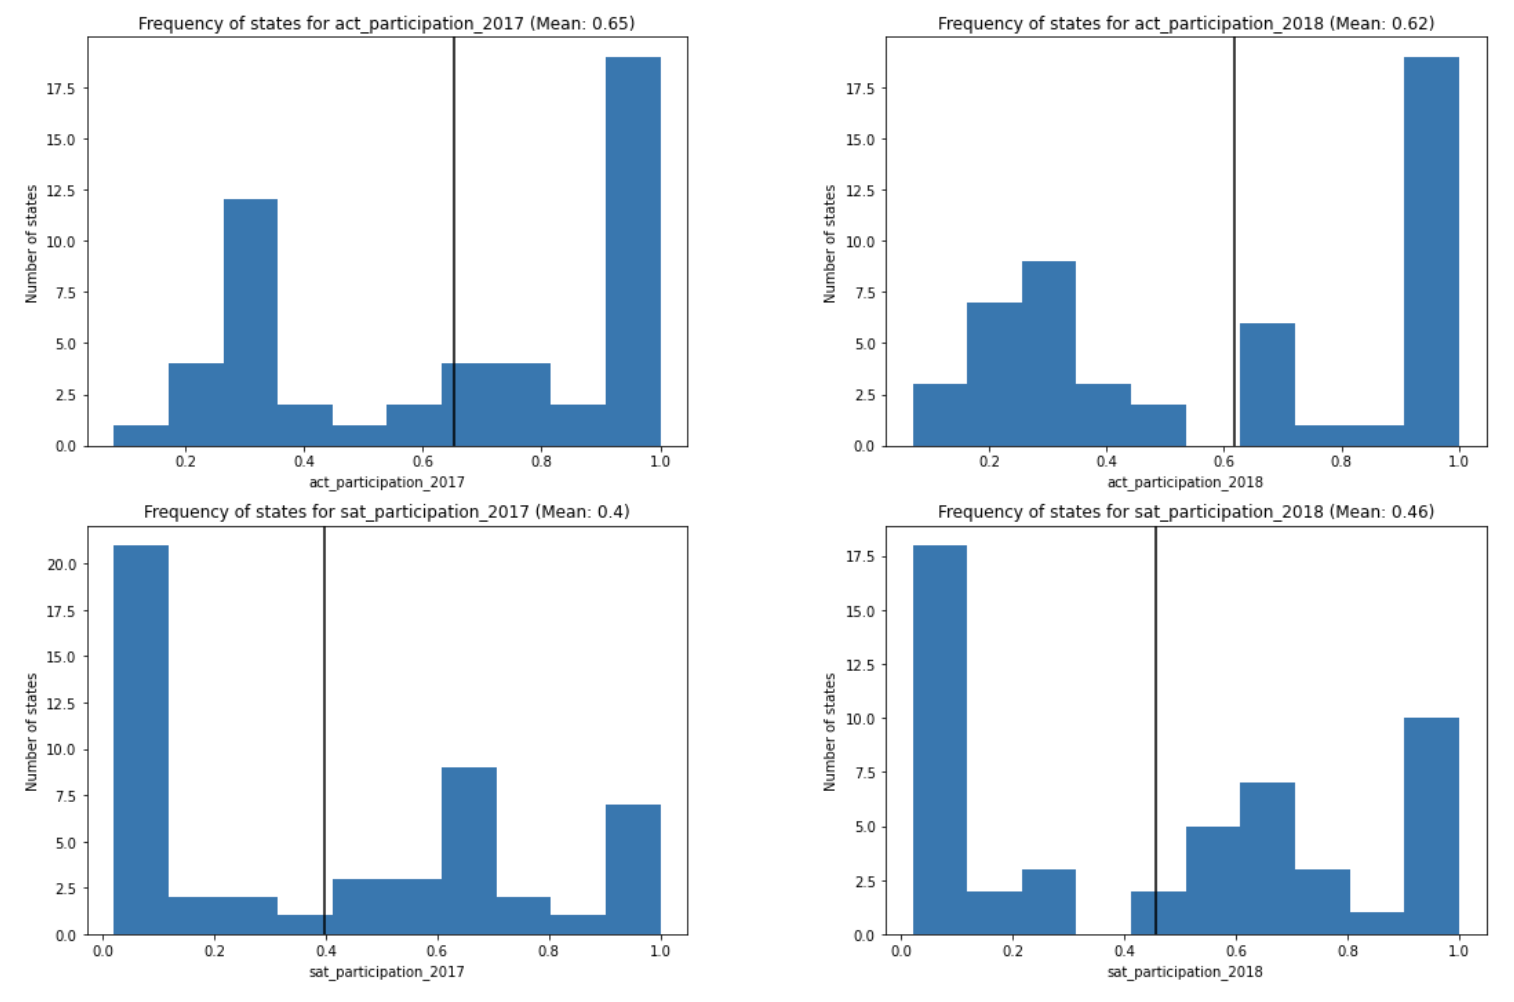 Frequency of states for act_participation_2017 (Mean: 0.65)
17.5
15.0
12.5
10.0
7.5
5.0
2.5
0.0
Number of states
0.2 0.4 0.6 0.8 1.0
act_participation_2017
Frequency of states for act_participation_2018 (Mean: 0.62)
17.5
15.0
12.5
10.0
7.5
5.0
2.5
0.0
Number of states
0.2 0.4 0.6 0.8 1.0
act_participation_2018
Frequency of states for sat_participation_2017 (Mean: 0.4)
20.0
17.5
15.0
12.5
10.0
7.5
5.0
2.5
0.0
Number of states
0.0 0.2 0.4 0.6 0.8 1.0
sat_participation_2017
Frequency of states for sat_participation_2018 (Mean: 0.46)
17.5
15.0
12.5
10.0
7.5
5.0
2.5
0.0
Number of states
0.0 0.2 0.4 0.6 0.8 1.0
sat_participation_2018